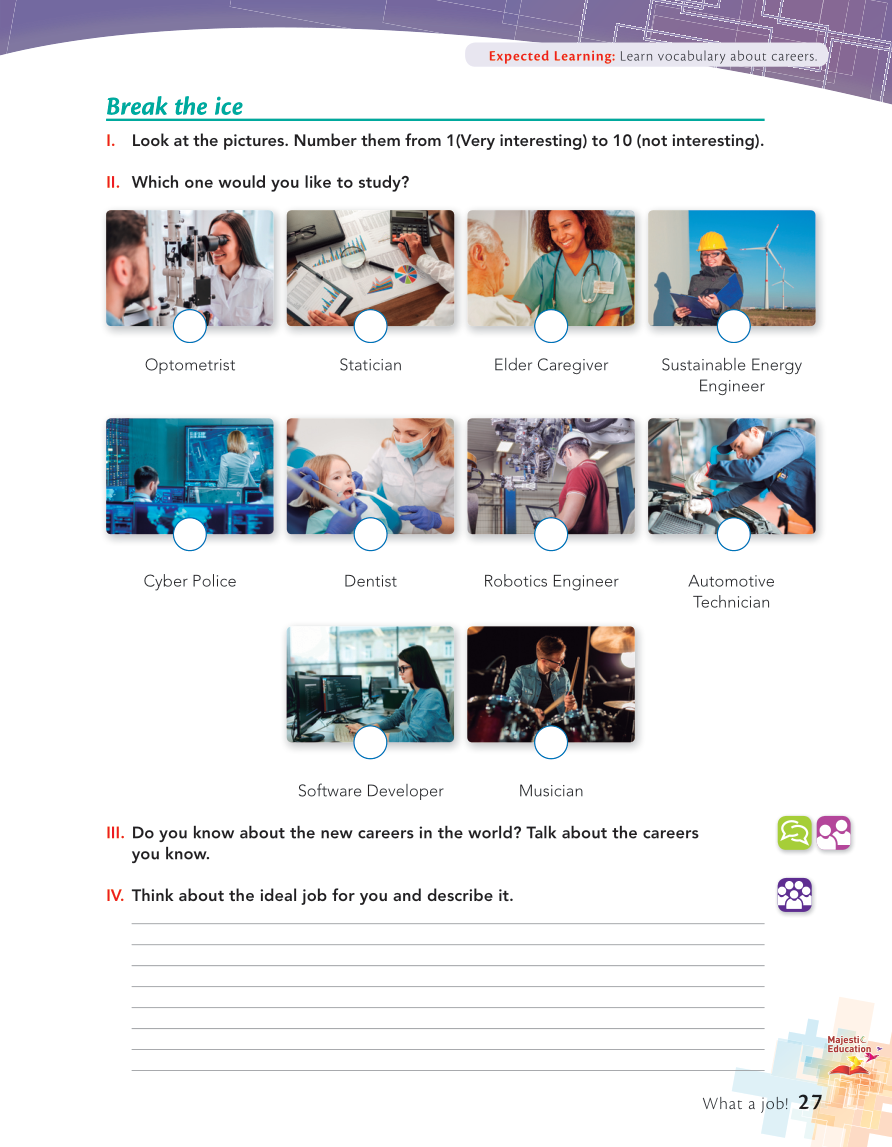 Expected Learning: Learn vocabulary about careers.
Break the ice
I. Look at the pictures. Number them from 1(Very interesting) to 10 (not interesting).
II. Which one would you like to study?
Optometrist
Statician
Elder Caregiver
Sustainable Energy
Engineer
Cyber Police
Dentist
Robotics Engineer
Automotive
Technician
Software Developer
Musician
III. Do you know about the new careers in the world? Talk about the careers
you know.
IV. Think about the ideal job for you and describe it.
Majestic
Education
What a job! 27